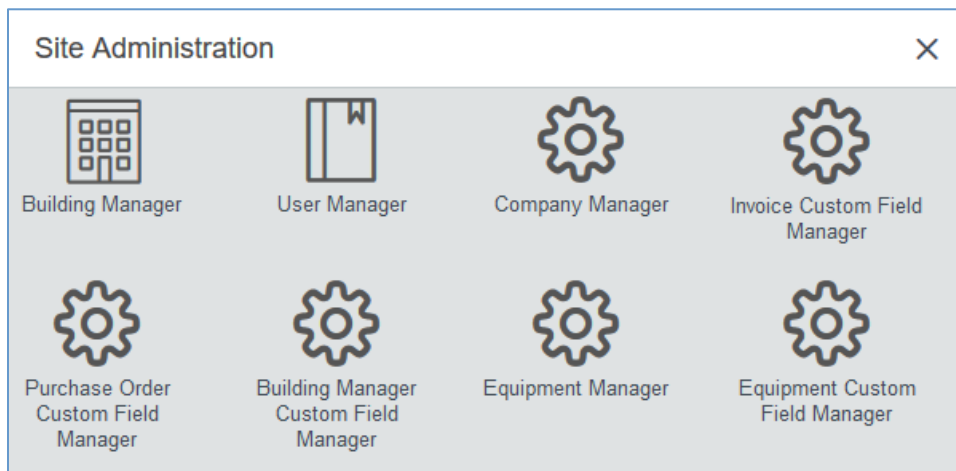 Site Administration
Building Manager
User Manager
Company Manager
Invoice Custom Field
Manager
Purchase Order
Custom Field
Manager
Building Manager
Custom Field
Manager
Equipment Manager
Equipment Custom
Field Manager